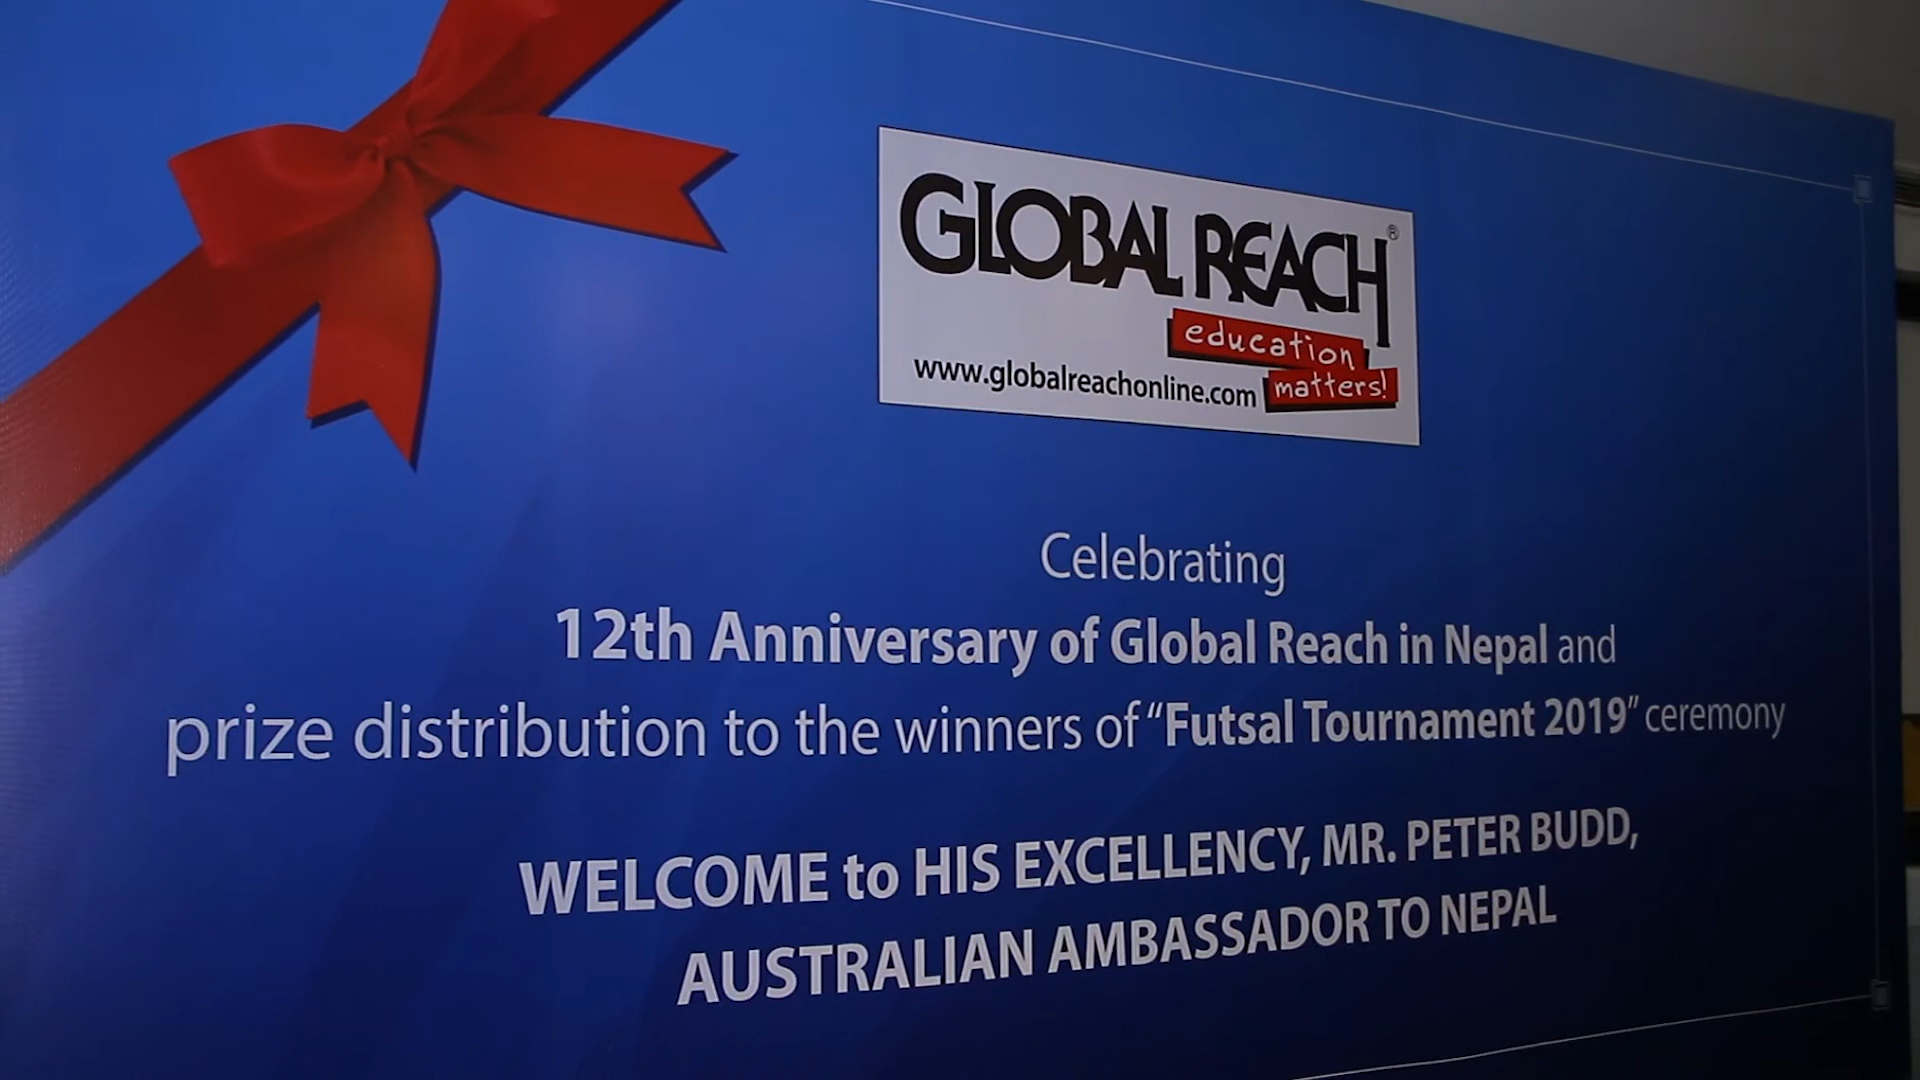 GLOBAL REACH®
education
matters!
www.globalreachonline.com
Celebrating
12th Anniversary of Global Reach in Nepal and
prize distribution to the winners of “Futsal Tournament 2019” ceremony
WELCOME to HIS EXCELLENCY, MR. PETER BUDD,
AUSTRALIAN AMBASSADOR TO NEPAL